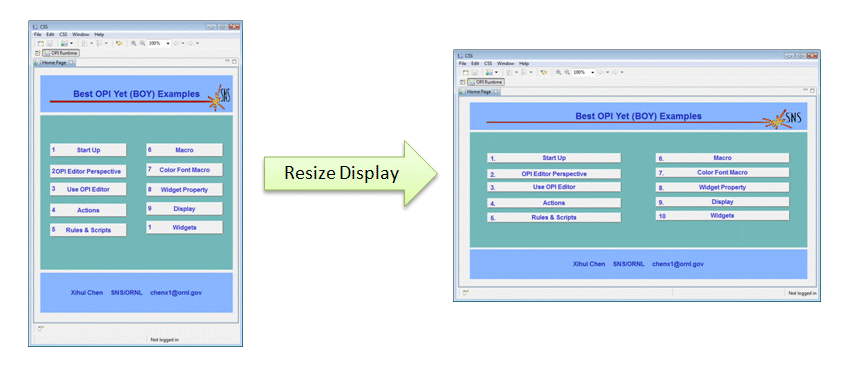 CSS
File Edit CSS Window Help
100%
OPI Runtime
Home Page
Best OPI Yet (BOY) Examples
SNS
1 Start Up
6 Macro
2OPI Editor Perspective
7 Color Font Macro
3 Use OPI Editor
8 Widget Property
4 Actions
9 Display
5 Rules & Scripts
1 Widgets
Xihui Chen SNS/ORNL chenx1@ornl.gov
Not logged in
Resize Display
CSS
File Edit CSS Window Help
100%
OPI Runtime
Home Page
Best OPI Yet (BOY) Examples
SNS
1. Start Up
6. Macro
2. OPI Editor Perspective
7. Color Font Macro
3. Use OPI Editor
8. Widget Property
4. Actions
9. Display
5. Rules & Scripts
10 Widgets
Xihui Chen SNS/ORNL chenx1@ornl.gov
Not logged in